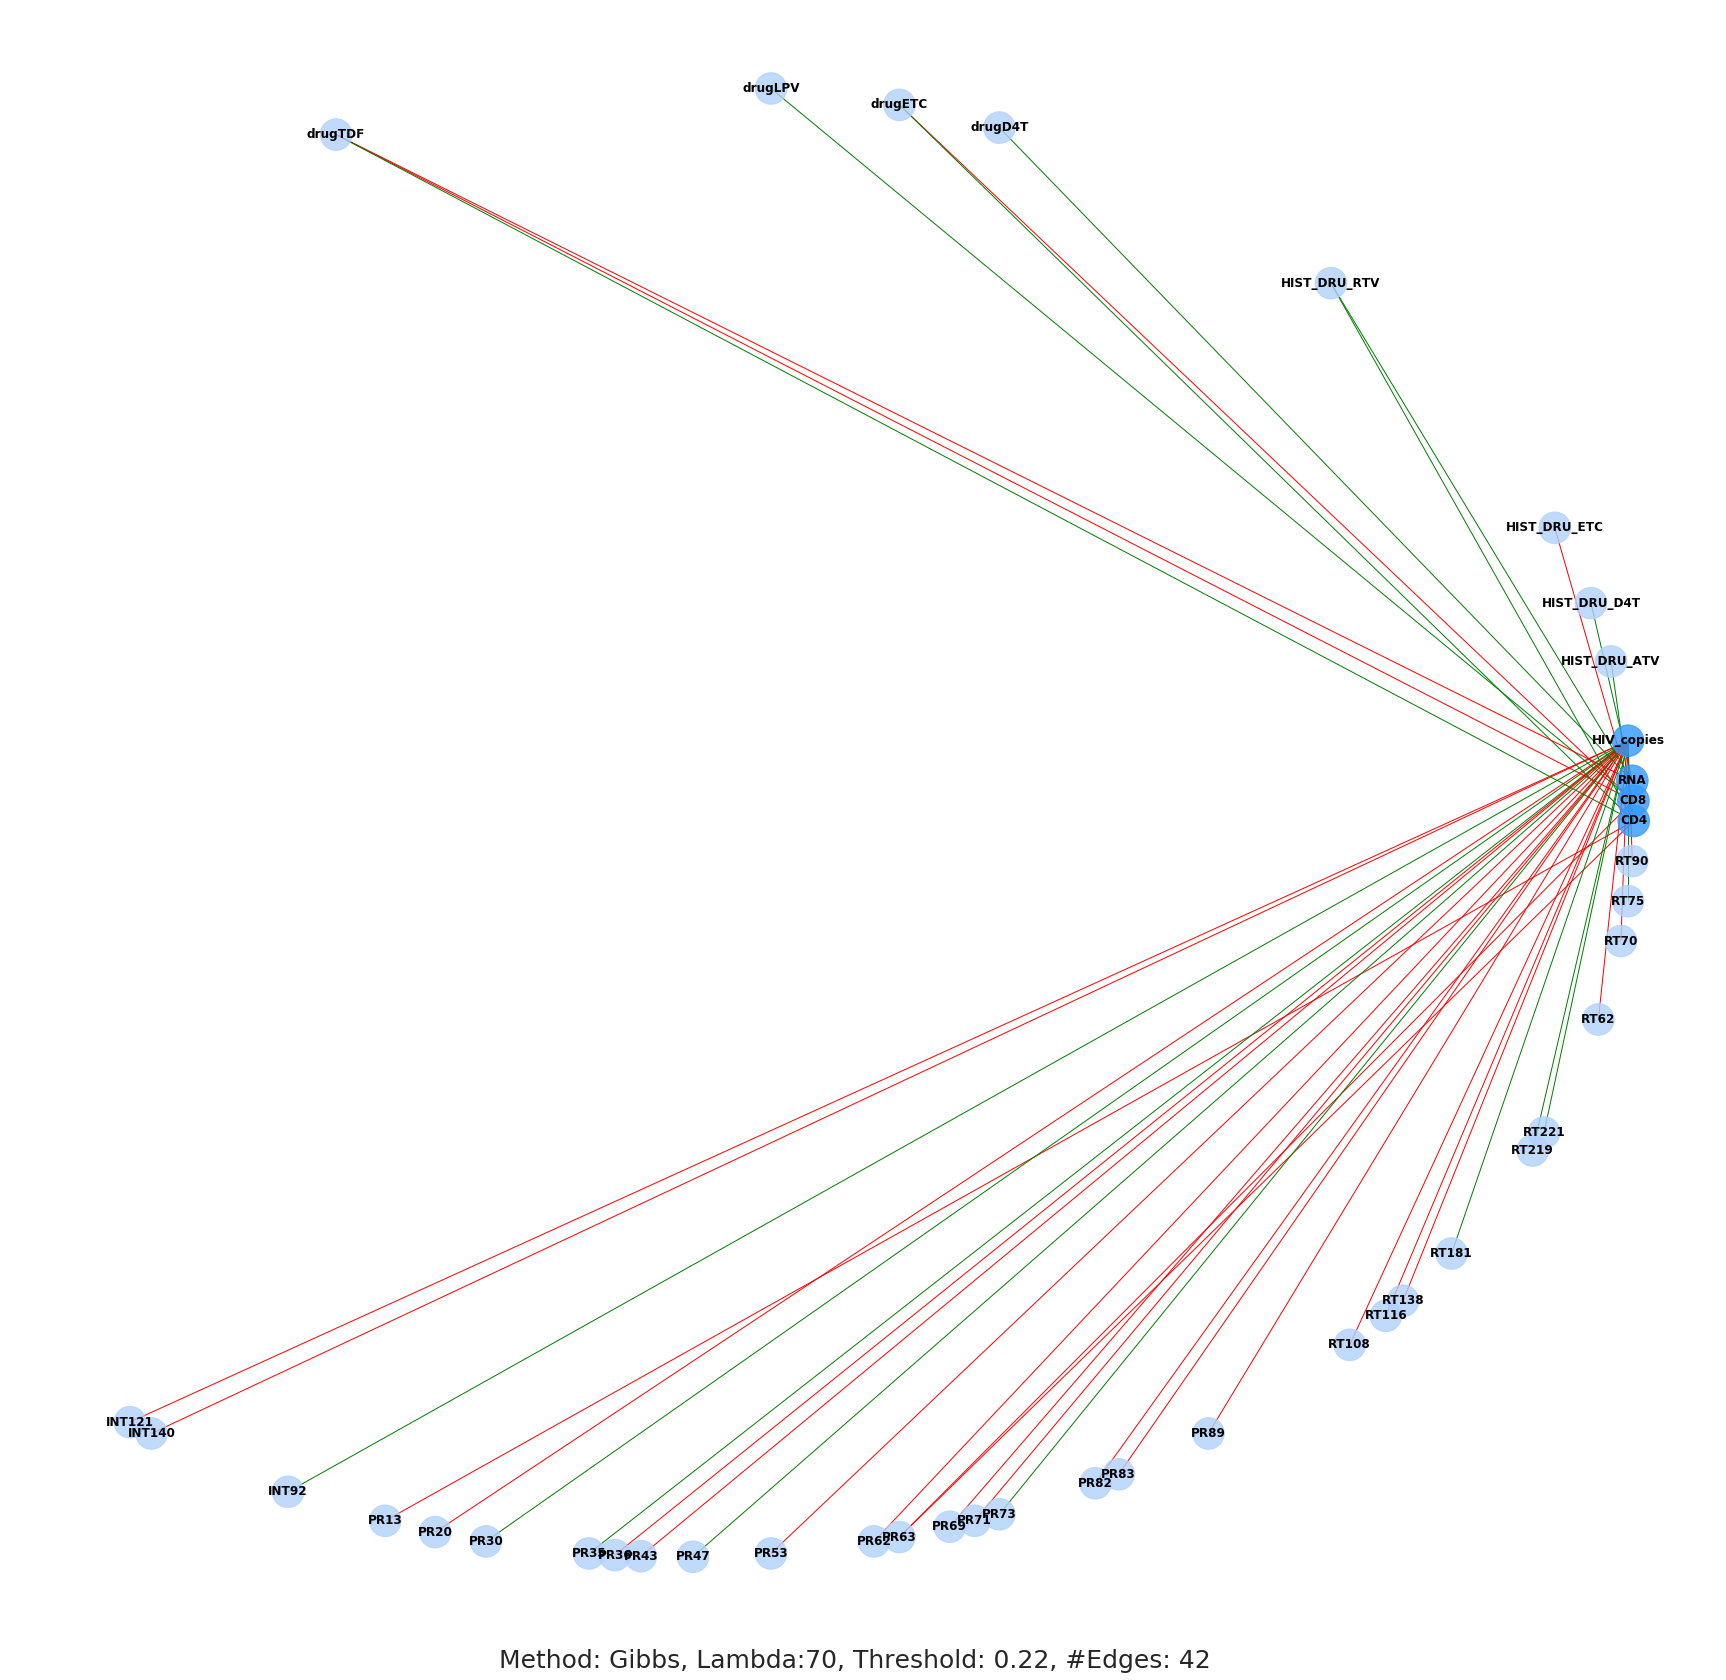 drugLPV
drugETC
drugD4T
drugTDF
HIST_DRU_RTV
HIST_DRU_ETC
HIST_DRU_D4T
HIST_DRU_ATV
HIV_copies
RNA
CD8
CD4
RT90
RT75
RT70
RT62
RT221
RT219
RT181
RT138
RT116
RT108
INT121
INT140
PR89
PR83
PR82
INT92
PR13
PR73
PR71
PR69
PR20
PR63
PR62
PR30
PR35
PR43
PR47
PR53
Method: Gibbs, Lambda:70, Threshold: 0.22, #Edges: 42